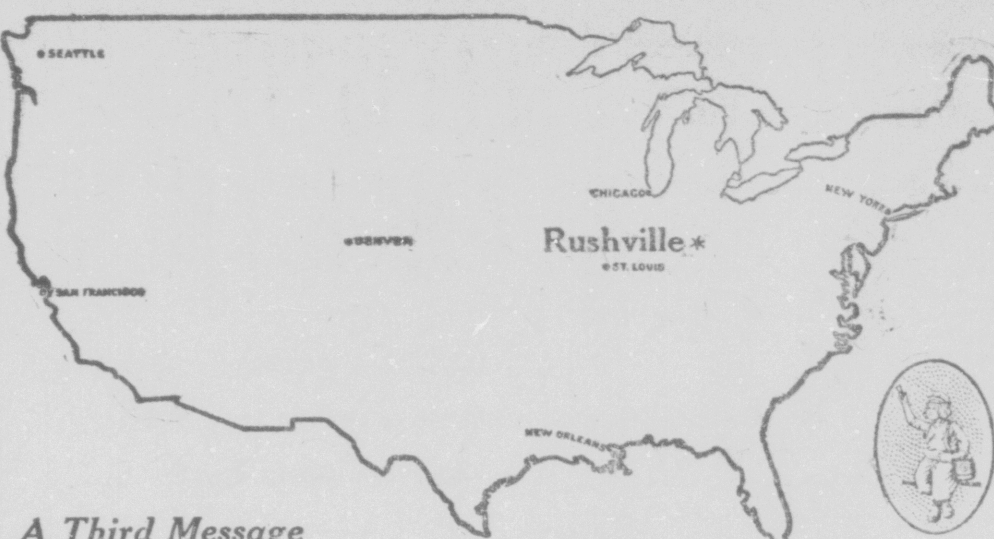 SEATTLE
CHICAGO
NEW YORK
DENVER
Rushville *
ST. LOUIS
SAN FRANCISCO
NEW ORLEANS
A Third Message